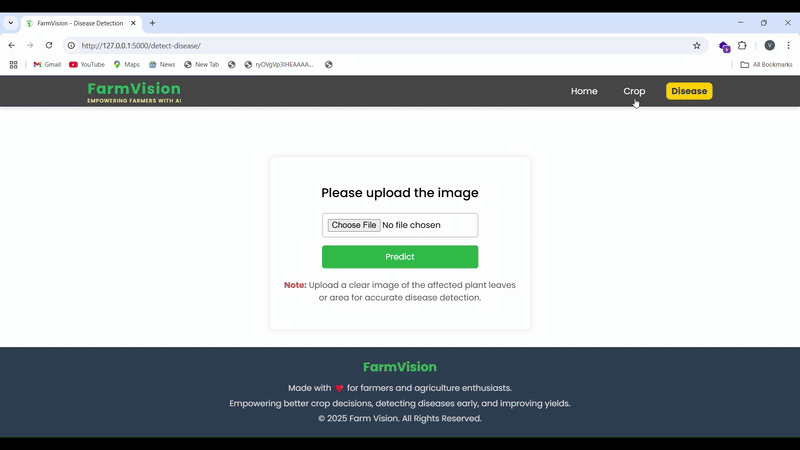 FarmVision - Disease Detection
http://127.0.0.1:5000/detect-disease/
V
Gmail YouTube Maps News New Tab ryOVgVp3IHEAAAA... All Bookmarks
FarmVision
EMPOWERING FARMERS WITH AI
Home Crop Disease
Please upload the image
Choose File No file chosen
Predict
Note: Upload a clear image of the affected plant leaves
or area for accurate disease detection.
FarmVision
Made with ❤ for farmers and agriculture enthusiasts.
Empowering better crop decisions, detecting diseases early, and improving yields.
© 2025 Farm Vision. All Rights Reserved.